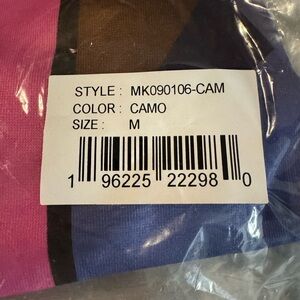 STYLE : MK090106-CAM
COLOR : CAMO
SIZE : M
1 96225 22298 0